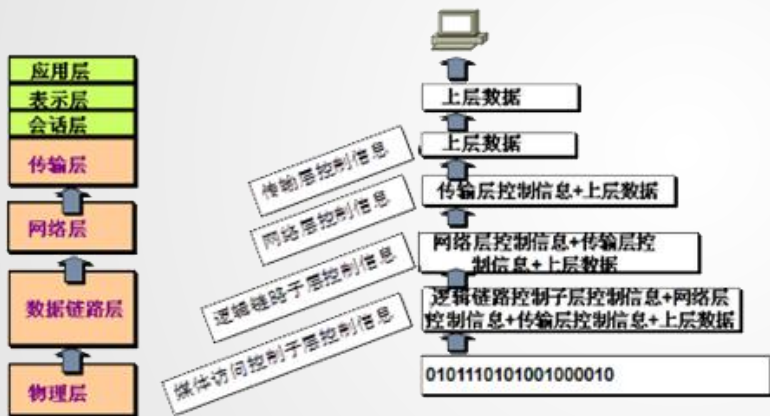 应用层
表示层
会话层
传输层
网络层
数据链路层
物理层
上层数据
上层数据
传输层控制信息
传输层控制信息+上层数据
网络层控制信息
网络层控制信息+传输层控
制信息+上层数据
逻辑链路子层控制信息
逻辑链路控制子层控制信息+网络层
控制信息+传输层控制信息+上层数据
媒体访问控制子层控制信息
0101110101001000010